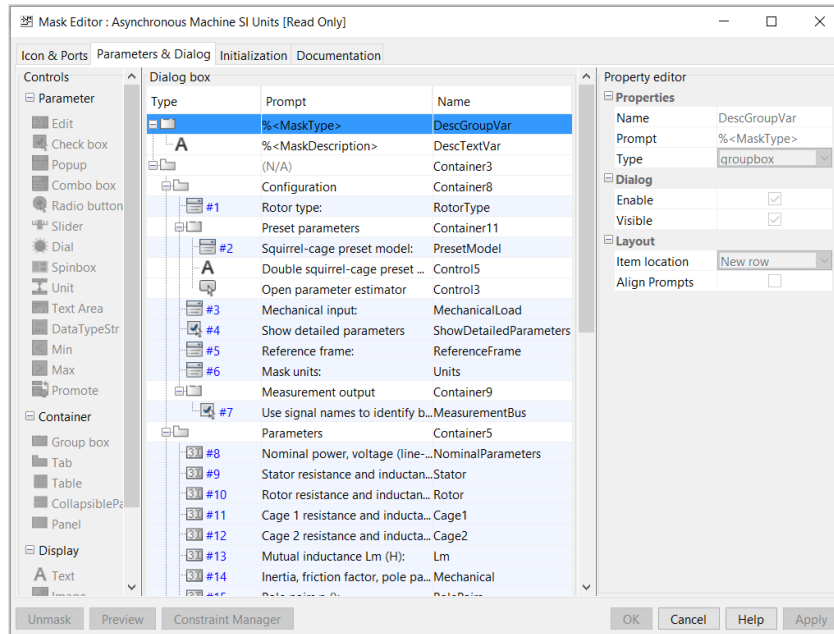 Mask Editor : Asynchronous Machine SI Units [Read Only]
Icon & Ports Parameters & Dialog Initialization Documentation
Controls
Parameter
Edit
Check box
Popup
Combo box
Radio button
Slider
Dial
Spinbox
Unit
Text Area
DataTypeStr
Min
Max
Promote
Container
Group box
Tab
Table
CollapsiblePa
Panel
Display
Text
Image
Dialog box
Type Prompt Name
%<MaskType> DescGroupVar
A %<MaskDescription> DescTextVar
(N/A) Container3
Configuration Container8
#1 Rotor type: RotorType
Preset parameters Container11
#2 Squirrel-cage preset model: PresetModel
A Double squirrel-cage preset ... Control5
Open parameter estimator Control3
#3 Mechanical input: MechanicalLoad
#4 Show detailed parameters ShowDetailedParameters
#5 Reference frame: ReferenceFrame
#6 Mask units: Units
Measurement output Container9
#7 Use signal names to identify b... MeasurementBus
Parameters Container5
#8 Nominal power, voltage (line-... NominalParameters
#9 Stator resistance and inductan... Stator
#10 Rotor resistance and inductan... Rotor
#11 Cage 1 resistance and inducta... Cage1
#12 Cage 2 resistance and inducta... Cage2
#13 Mutual inductance Lm (H): Lm
#14 Inertia, friction factor, pole pa... Mechanical
#15 Pole pairs p (): PolePairs
Property editor
Properties
Name DescGroupVar
Prompt %<MaskType>
Type groupbox
Dialog
Enable
Visible
Layout
Item location New row
Align Prompts
Unmask Preview Constraint Manager OK Cancel Help Apply